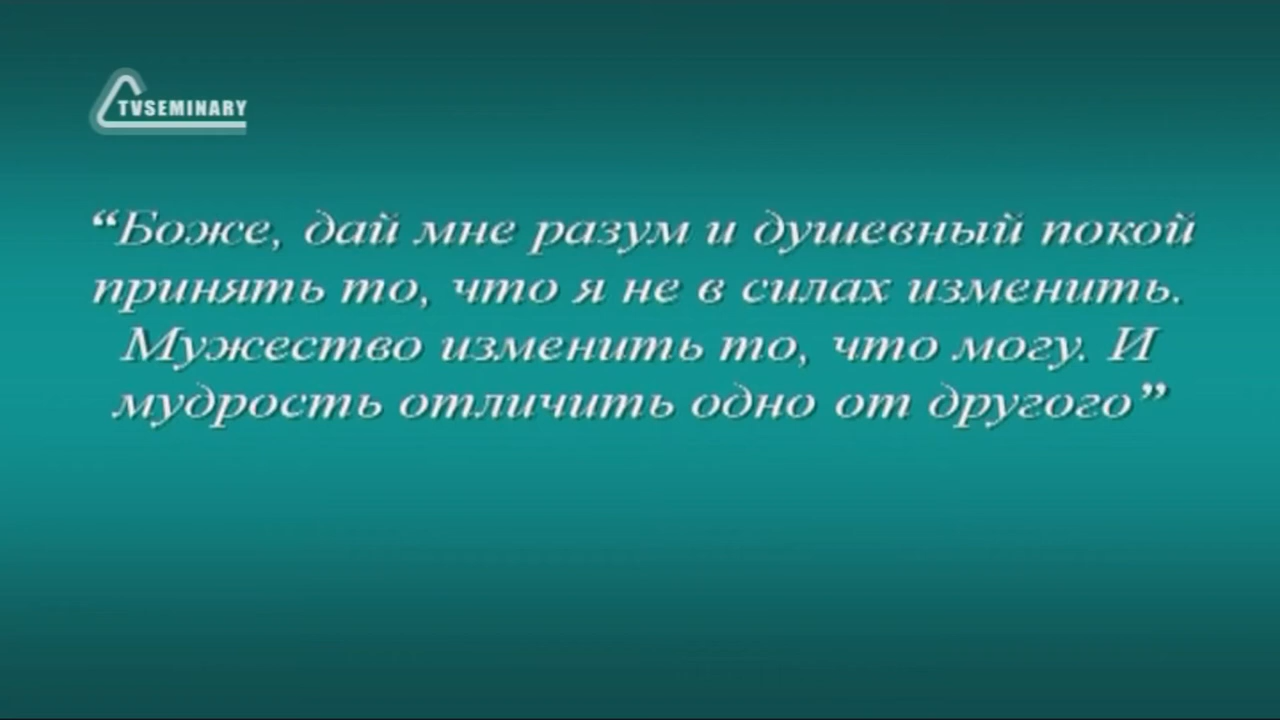 TVSEMINARY
“Боже, дай мне разум и душевный покой
принять то, что я не в силах изменить.
Мужество изменить то, что могу. И
мудрость отличить одно от другого”